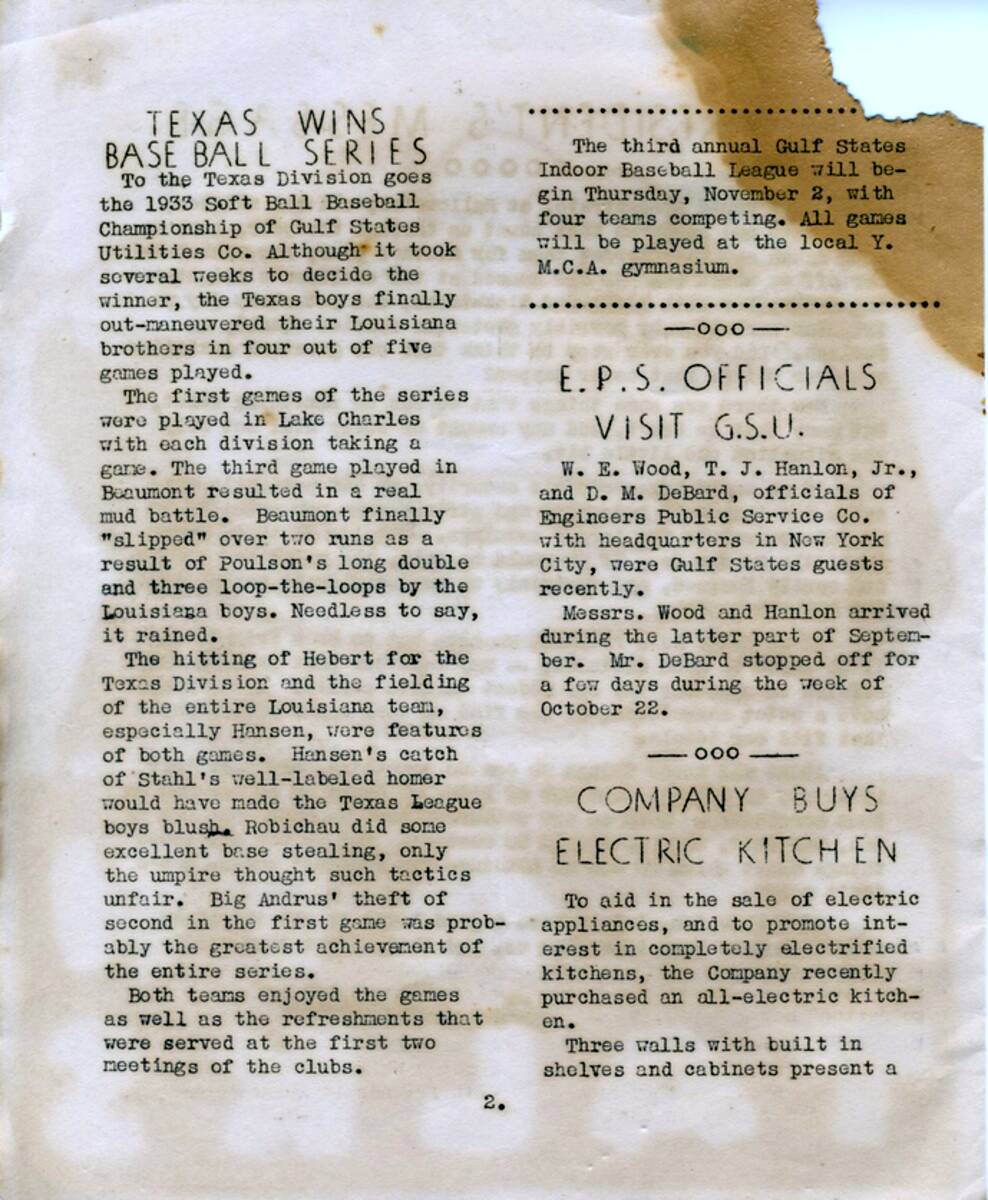 TEXAS WINS
BASE BALL SERIES
To the Texas Division goes
the 1933 Soft Ball Baseball
Championship of Gulf States
Utilities Co. Although it took
several weeks to decide the
winner, the Texas boys finally
out-maneuvered their Louisiana
brothers in four out of five
games played.
The first games of the series
were played in Lake Charles
with each division taking a
game. The third game played in
Beaumont resulted in a real
mud battle. Beaumont finally
"slipped" over two runs as a
result of Poulson's long double
and three loop-the-loops by the
Louisiana boys. Needless to say,
it rained.
The hitting of Hebert for the
Texas Division and the fielding
of the entire Louisiana team,
especially Hansen, were features
of both games. Hansen's catch
of Stahl's well-labeled homer
would have made the Texas League
boys blush. Robichau did some
excellent base stealing, only
the umpire thought such tactics
unfair. Big Andrus' theft of
second in the first game was prob-
ably the greatest achievement of
the entire series.
Both teams enjoyed the games
as well as the refreshments that
were served at the first two
meetings of the clubs.
The third annual Gulf States
Indoor Baseball League will be-
gin Thursday, November 2, with
four teams competing. All games
will be played at the local Y.
M.C.A. gymnasium.
—ooo—
E.P.S. OFFICIALS
VISIT G.S.U.
W. E. Wood, T. J. Hanlon, Jr.,
and D. M. DeBard, officials of
Engineers Public Service Co.
with headquarters in New York
City, were Gulf States guests
recently.
Messrs. Wood and Hanlon arrived
during the latter part of Septem-
ber. Mr. DeBard stopped off for
a few days during the week of
October 22.
—ooo—
COMPANY BUYS
ELECTRIC KITCHEN
To aid in the sale of electric
appliances, and to promote int-
erest in completely electrified
kitchens, the Company recently
purchased an all-electric kitch-
en.
Three walls with built in
shelves and cabinets present a
2.